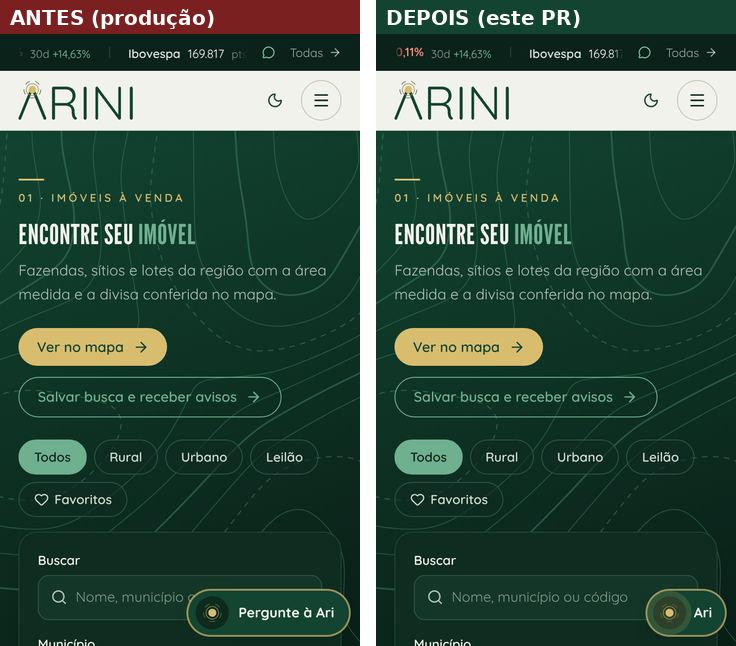 ANTES (produção)
30d +14,63% Ibovespa 169.817 pts Todas →
ARINI
01 · IMÓVEIS À VENDA
ENCONTRE SEU IMÓVEL
Fazendas, sítios e lotes da região com a área
medida e a divisa conferida no mapa.
Ver no mapa →
Salvar busca e receber avisos →
Todos Rural Urbano Leilão
Favoritos
Buscar
Nome, município o
Pergunte à Ari
Município
DEPOIS (este PR)
0,11% 30d +14,63% Ibovespa 169.817 Todas →
ARINI
01 · IMÓVEIS À VENDA
ENCONTRE SEU IMÓVEL
Fazendas, sítios e lotes da região com a área
medida e a divisa conferida no mapa.
Ver no mapa →
Salvar busca e receber avisos →
Todos Rural Urbano Leilão
Favoritos
Buscar
Nome, município ou código
Ari
Município